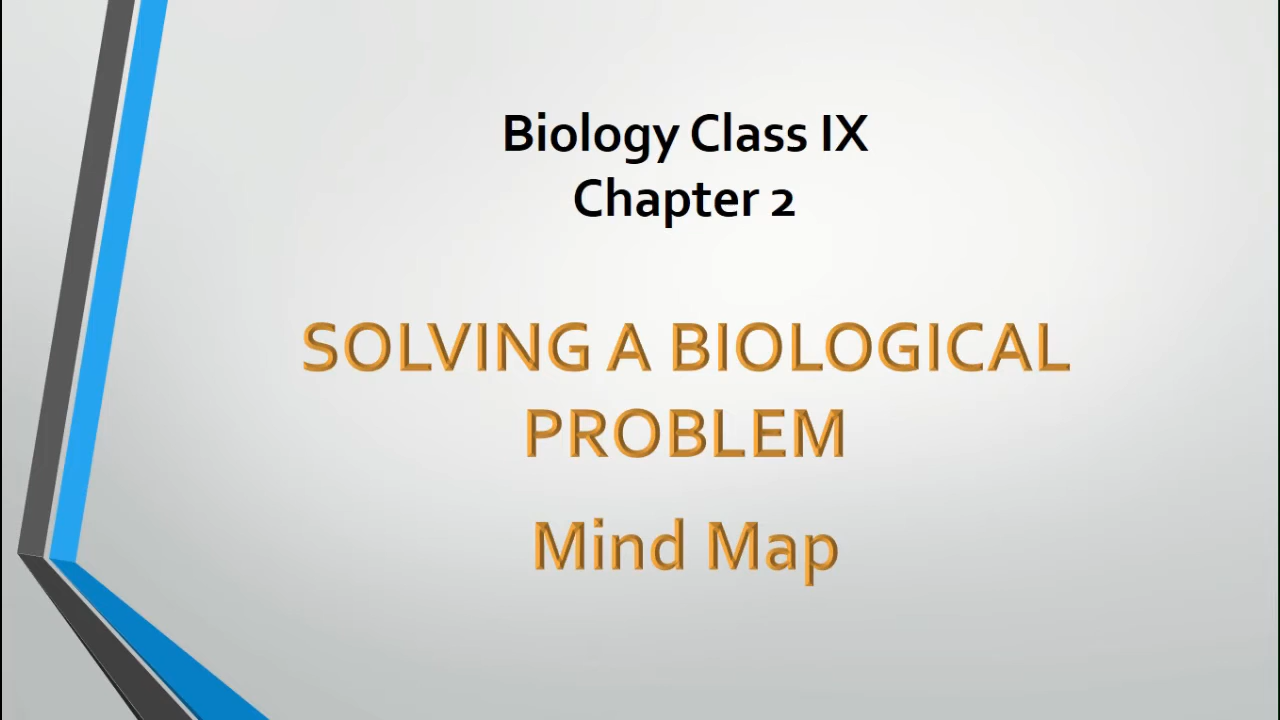 Biology Class IX
Chapter 2
SOLVING A BIOLOGICAL
PROBLEM
Mind Map